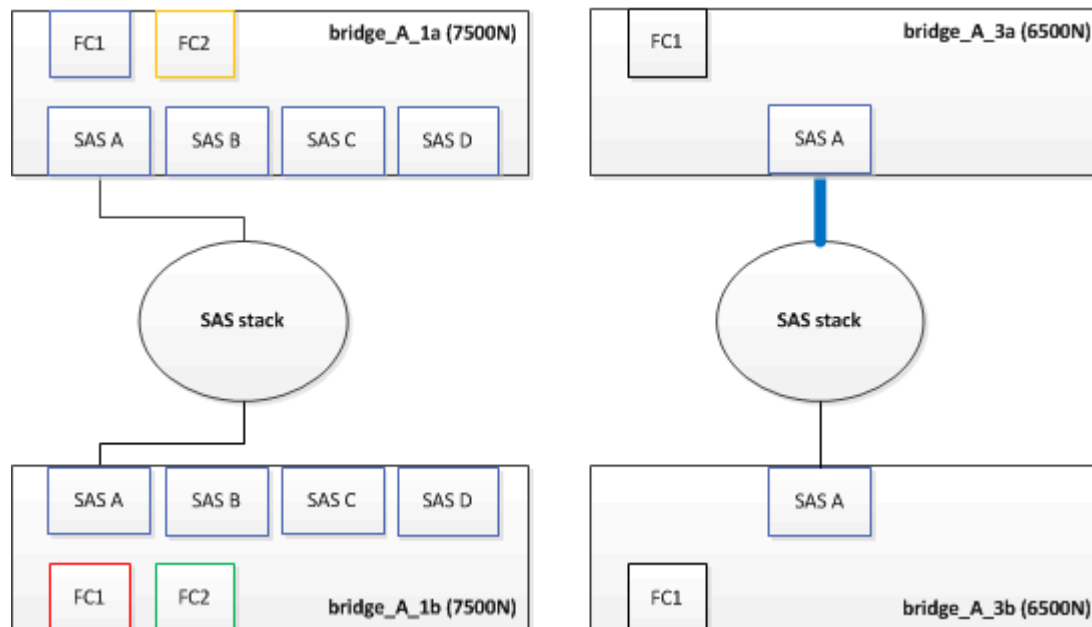 bridge_A_1a (7500N)
FC1
FC2
SAS A
SAS B
SAS C
SAS D
SAS stack
SAS A
SAS B
SAS C
SAS D
FC1
FC2
bridge_A_1b (7500N)
bridge_A_3a (6500N)
FC1
SAS A
SAS stack
SAS A
FC1
bridge_A_3b (6500N)